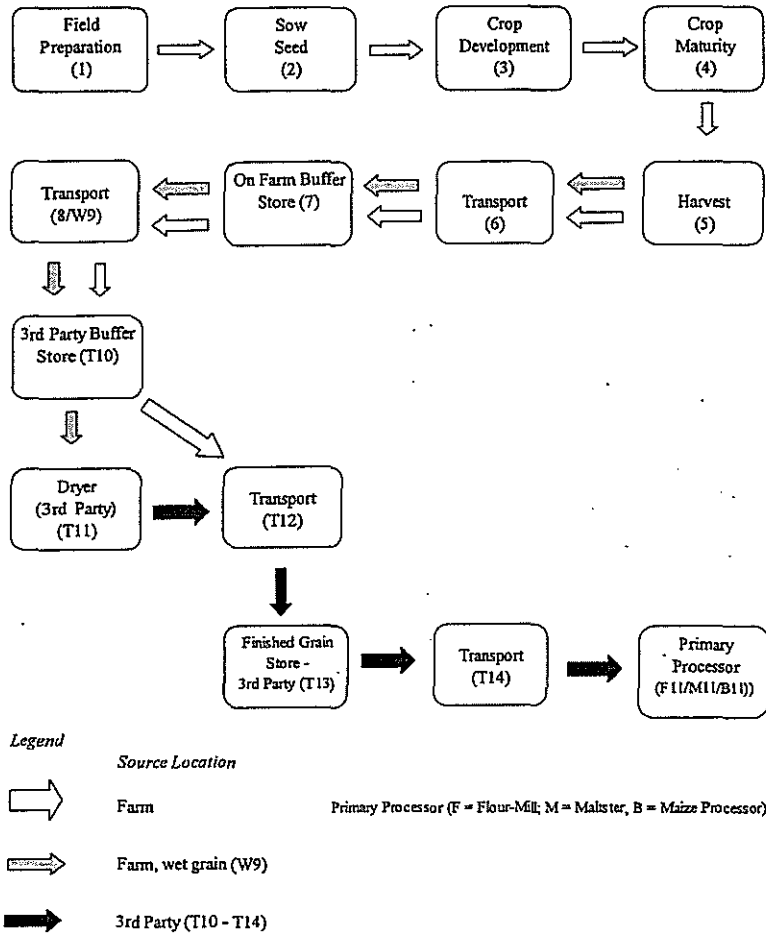 Field
Preparation
(1)
Sow
Seed
(2)
Crop
Development
(3)
Crop
Maturity
(4)
Transport
(8/W9)
On Farm Buffer
Store (7)
Transport
(6)
Harvest
(5)
3rd Party Buffer
Store (T10)
Dryer
(3rd Party)
(T11)
Transport
(T12)
Finished Grain
Store -
3rd Party (T13)
Transport
(T14)
Primary
Processor
(F1I/M1I/B1I))
Legend
Source Location
Farm
Primary Processor (F = Flour-Mill; M = Maltster, B = Maize Processor)
Farm, wet grain (W9)
3rd Party (T10 - T14)